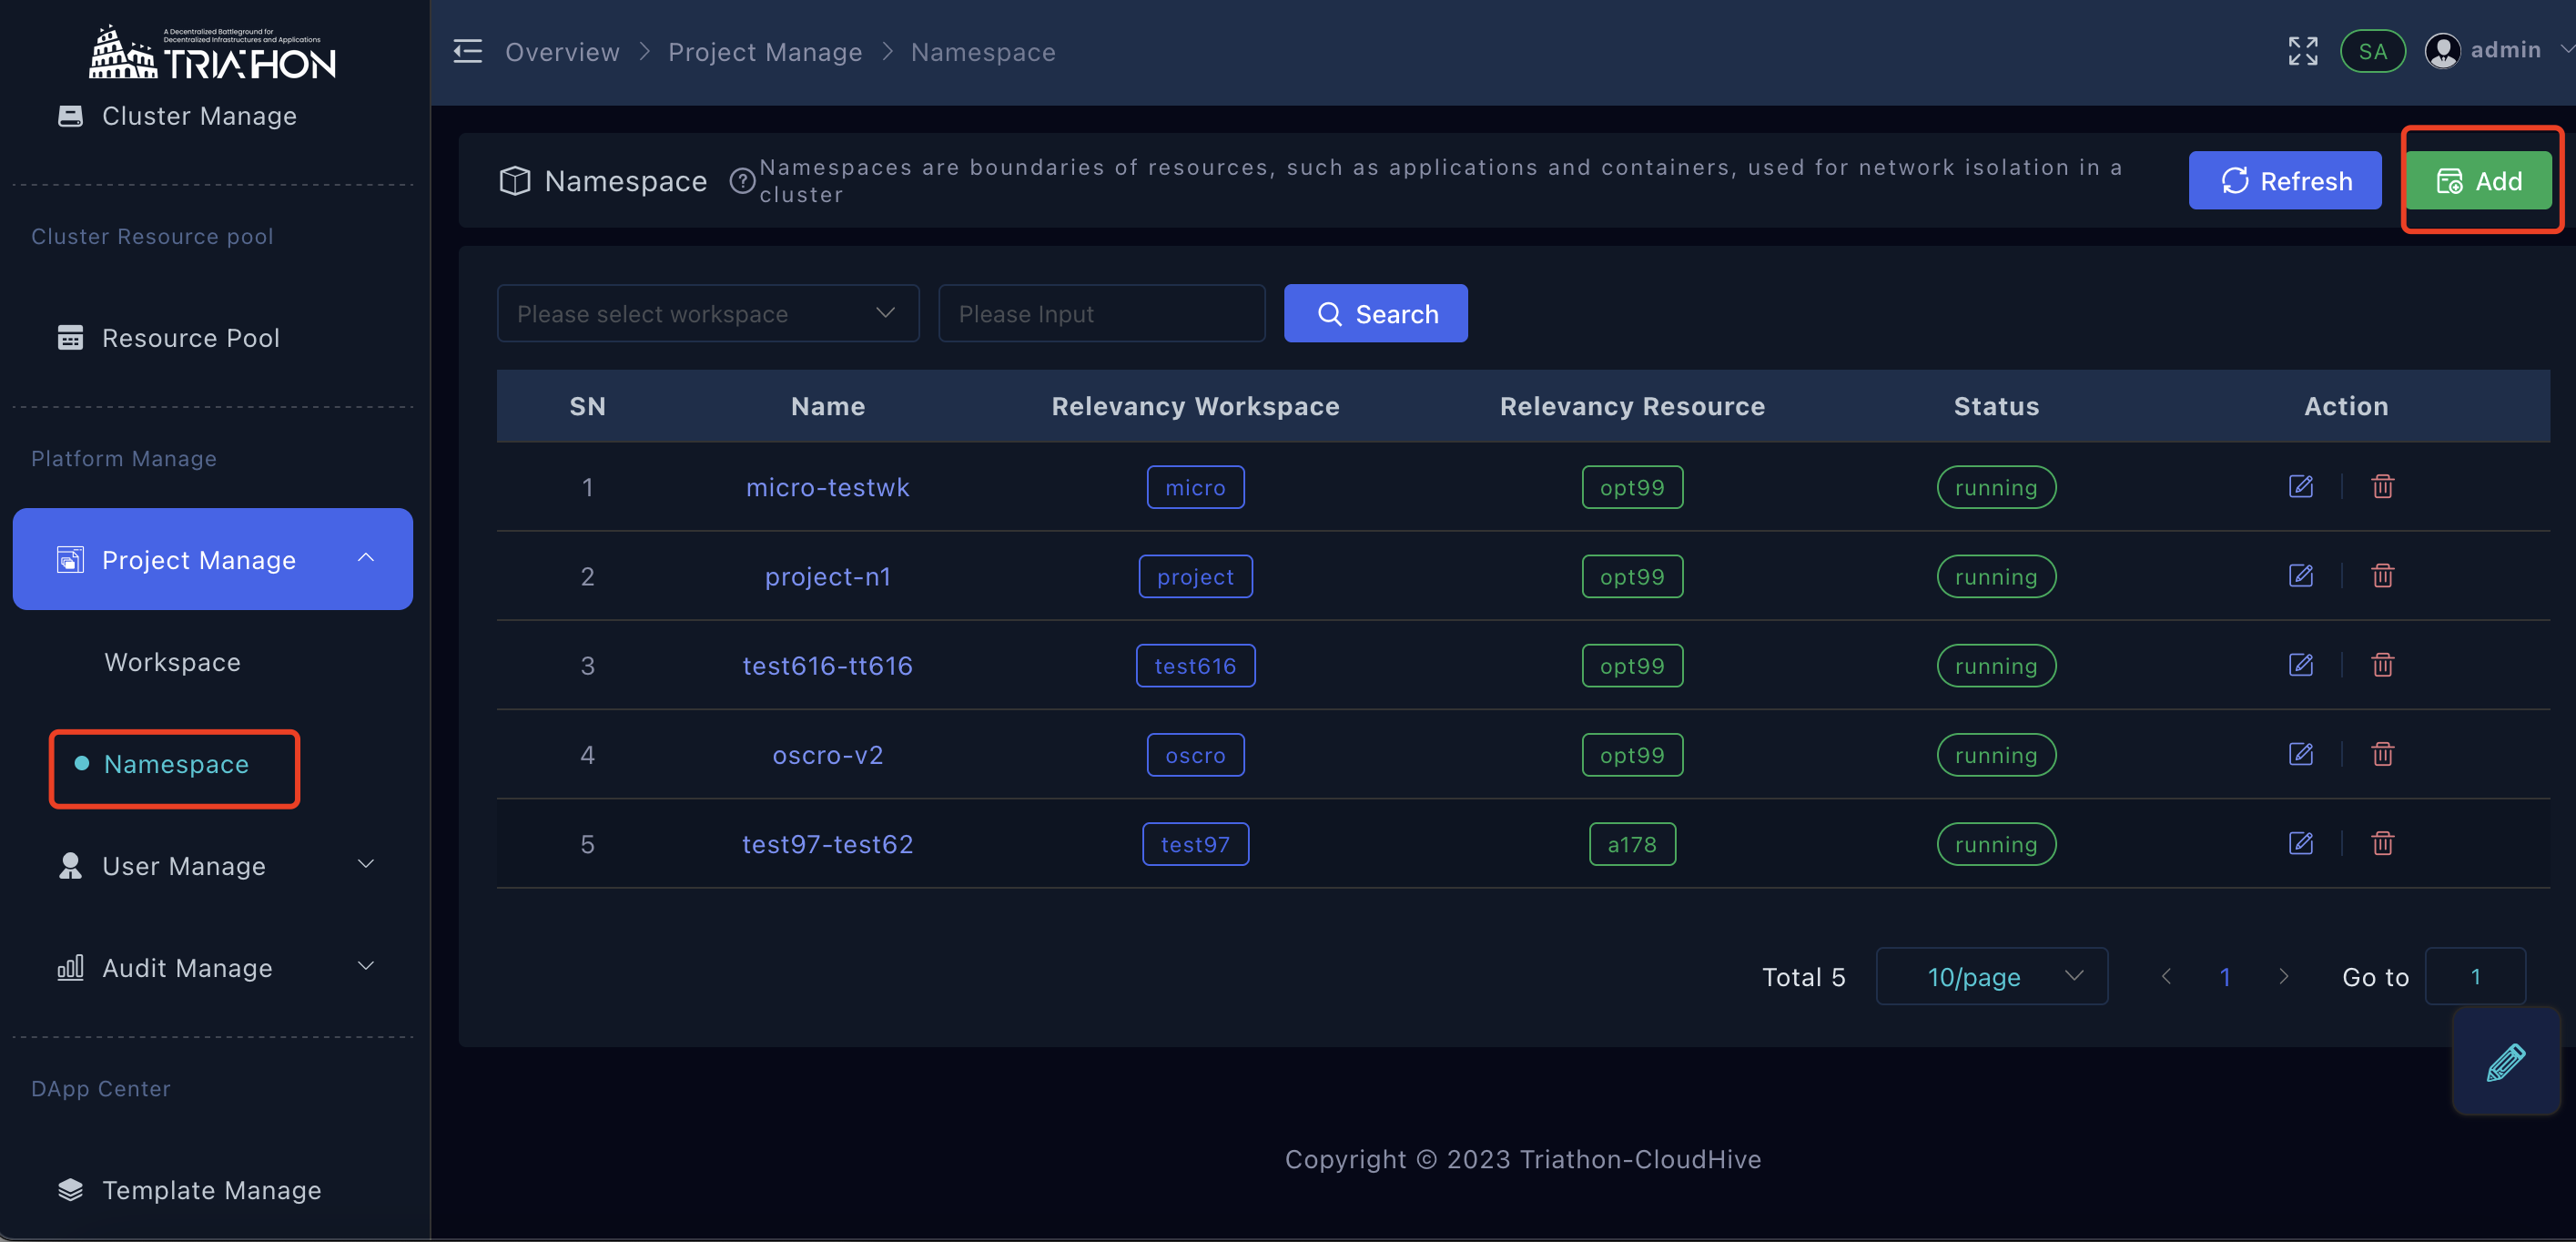 A Decentralized Battleground for
Decentralized Infrastructures and Applications
TRIATHON
Cluster Manage
Cluster Resource pool
Resource Pool
Platform Manage
Project Manage
Workspace
Namespace
User Manage
Audit Manage
DApp Center
Template Manage
Overview > Project Manage > Namespace
SA admin
Namespace
Namespaces are boundaries of resources, such as applications and containers, used for network isolation in a
cluster
Refresh Add
Please select workspace Please Input Search
SN Name Relevancy Workspace Relevancy Resource Status Action
1 micro-testwk micro opt99 running
2 project-n1 project opt99 running
3 test616-tt616 test616 opt99 running
4 oscro-v2 oscro opt99 running
5 test97-test62 test97 a178 running
Total 5 10/page < 1 > Go to 1
Copyright © 2023 Triathon-CloudHive